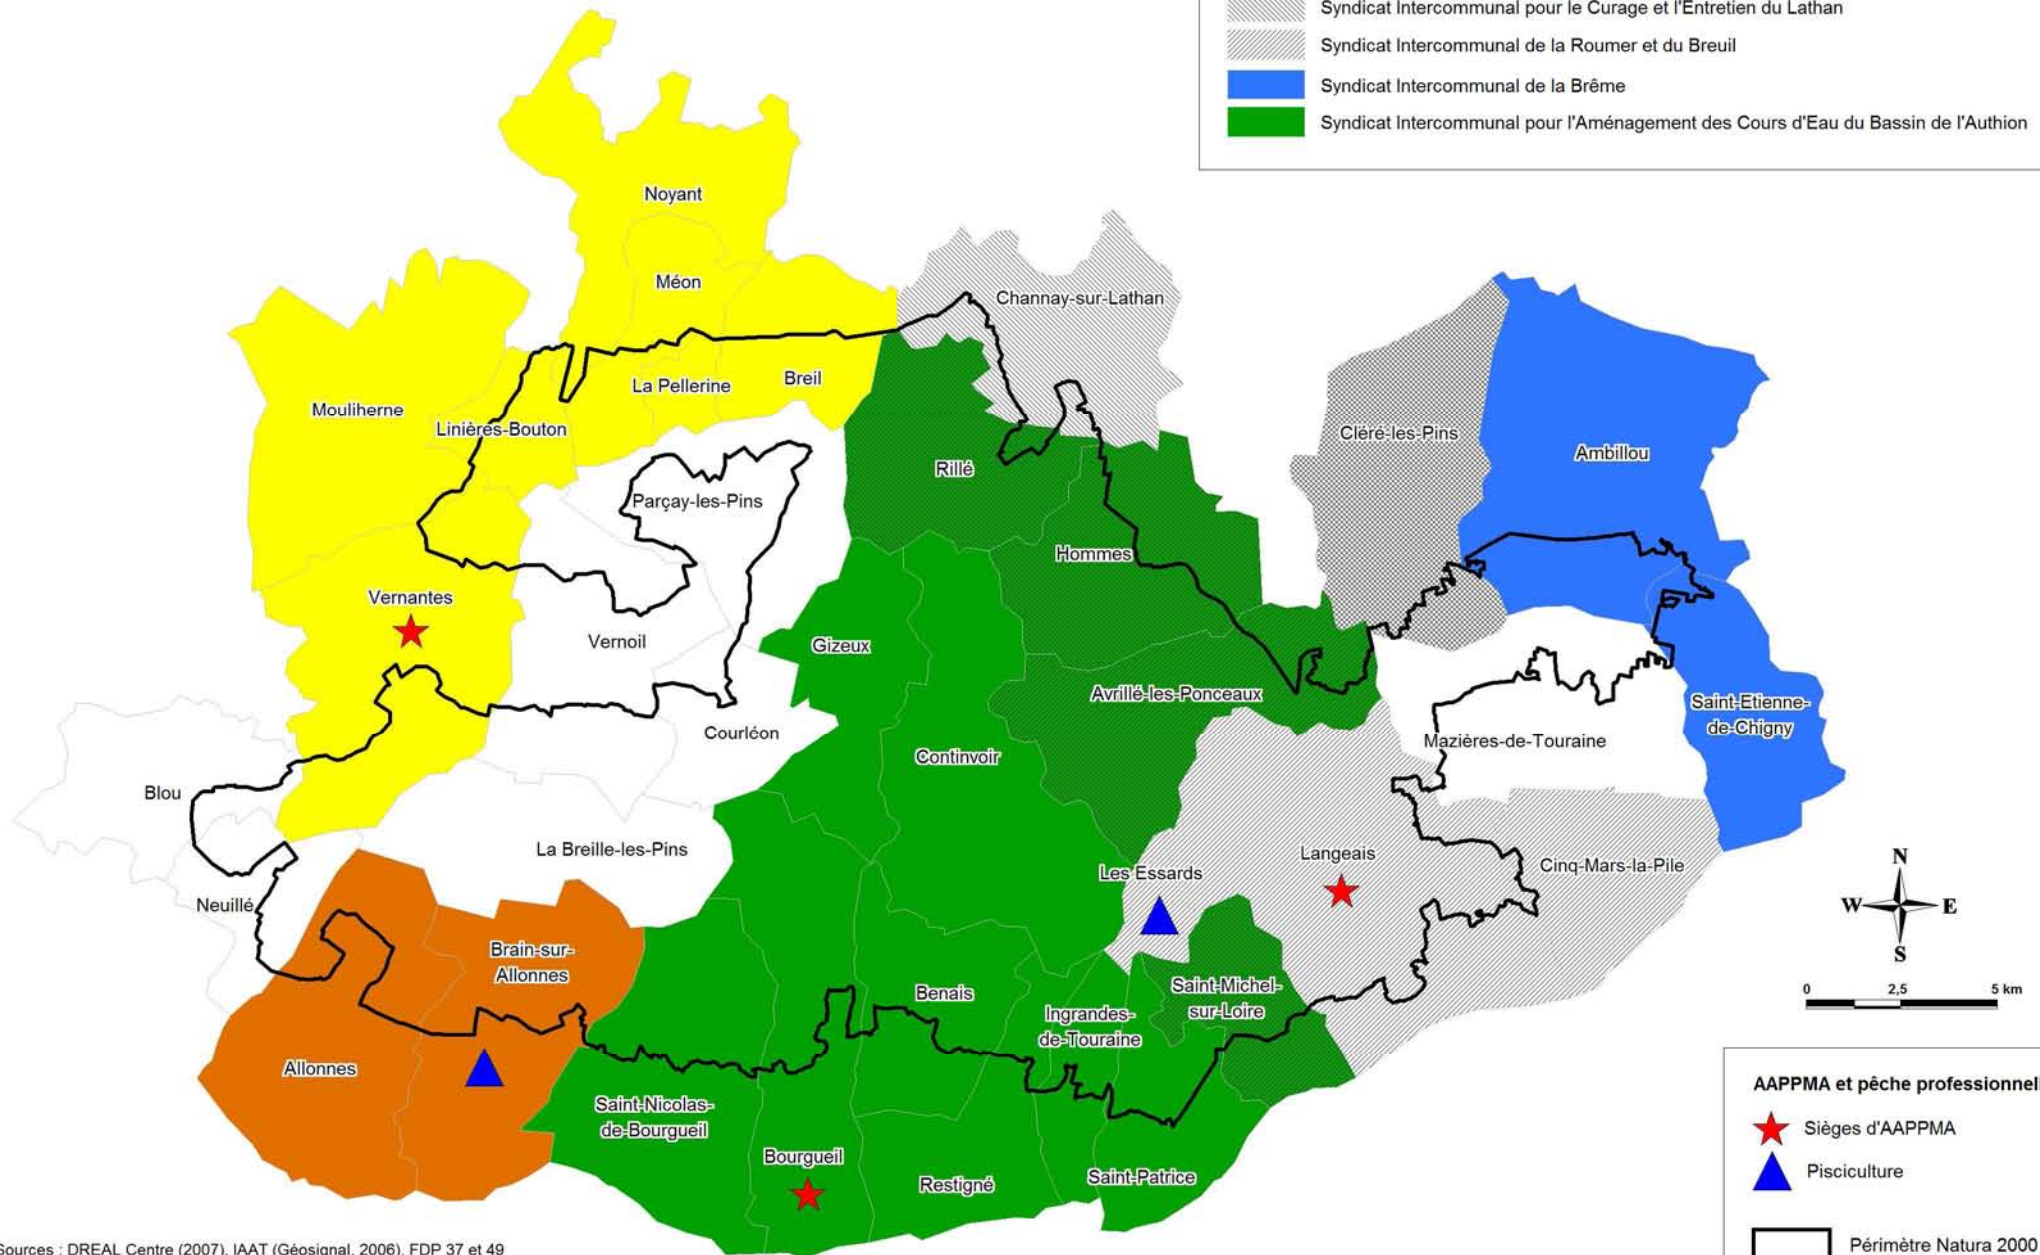 Syndicat Intercommunal pour le Curage et l'Entretien du Lathan
Syndicat Intercommunal de la Roumer et du Breuil
Syndicat Intercommunal de la Brême
Syndicat Intercommunal pour l'Aménagement des Cours d'Eau du Bassin de l'Authion
Noyant
Méon
Channay-sur-Lathan
La Pellerine
Breil
Mouliherne
Linières-Bouton
Cléré-les-Pins
Ambillou
Rillé
Parçay-les-Pins
Hommes
Vernantes
Vernoil
Gizeux
Avrillé-les-Ponceaux
Saint-Etienne-
de-Chigny
Courléon
Mazières-de-Touraine
Continvoir
Blou
La Breille-les-Pins
Langeais
Cinq-Mars-la-Pile
Les Essards
Neuillé
N
W
E
S
Brain-sur-
Allonnes
Benais
Saint-Michel-
sur-Loire
0 2,5 5 km
Ingrandes-
de-Touraine
Allonnes
Saint-Nicolas-
de-Bourgueil
Bourgueil
Restigné
Saint-Patrice
AAPPMA et pêche professionnell
Sièges d'AAPPMA
Pisciculture
Périmètre Natura 2000
Sources : DREAL Centre (2007), IAAT (Géosignal, 2006), FDP 37 et 49